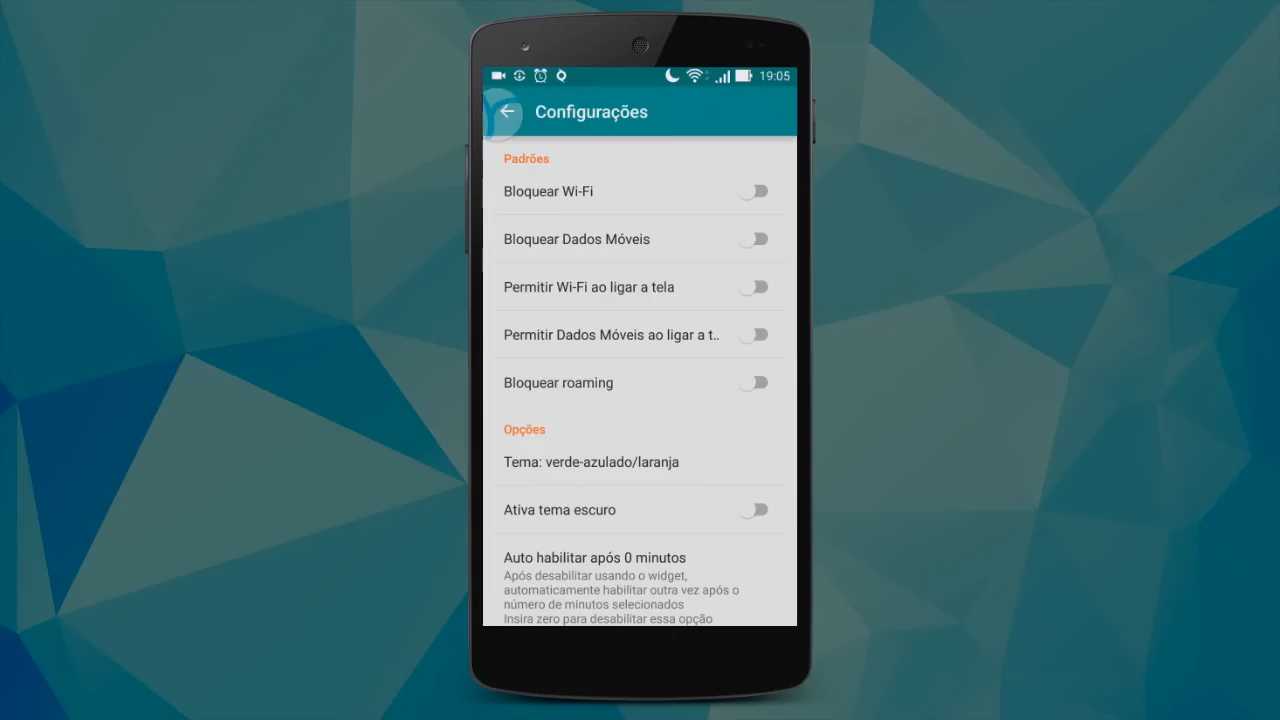 19:05
Configurações
Padrões
Bloquear Wi-Fi
Bloquear Dados Móveis
Permitir Wi-Fi ao ligar a tela
Permitir Dados Móveis ao ligar a t..
Bloquear roaming
Opções
Tema: verde-azulado/laranja
Ativa tema escuro
Auto habilitar após 0 minutos
Após desabilitar usando o widget,
automaticamente habilitar outra vez após o
número de minutos selecionados
Insira zero para desabilitar essa opção